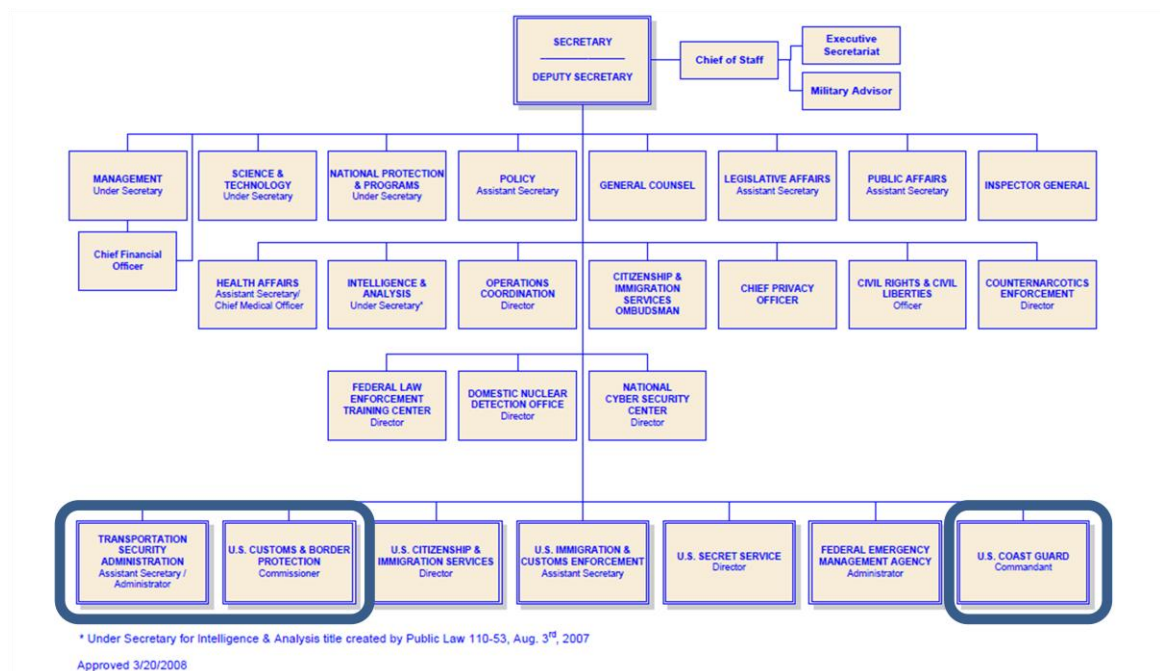 SECRETARY
DEPUTY SECRETARY
Chief of Staff
Executive
Secretariat
Military Advisor
MANAGEMENT
Under Secretary
SCIENCE &
TECHNOLOGY
Under Secretary
NATIONAL PROTECTION
& PROGRAMS
Under Secretary
POLICY
Assistant Secretary
GENERAL COUNSEL
LEGISLATIVE AFFAIRS
Assistant Secretary
PUBLIC AFFAIRS
Assistant Secretary
INSPECTOR GENERAL
Chief Financial
Officer
HEALTH AFFAIRS
Assistant Secretary/
Chief Medical Officer
INTELLIGENCE &
ANALYSIS
Under Secretary*
OPERATIONS
COORDINATION
Director
CITIZENSHIP &
IMMIGRATION
SERVICES
OMBUDSMAN
CHIEF PRIVACY
OFFICER
CIVIL RIGHTS & CIVIL
LIBERTIES
Officer
COUNTERNARCOTICS
ENFORCEMENT
Director
FEDERAL LAW
ENFORCEMENT
TRAINING CENTER
Director
DOMESTIC NUCLEAR
DETECTION OFFICE
Director
NATIONAL
CYBER SECURITY
CENTER
Director
TRANSPORTATION
SECURITY
ADMINISTRATION
Assistant Secretary /
Administrator
U.S. CUSTOMS & BORDER
PROTECTION
Commissioner
U.S. CITIZENSHIP &
IMMIGRATION SERVICES
Director
U.S. IMMIGRATION &
CUSTOMS ENFORCEMENT
Assistant Secretary
U.S. SECRET SERVICE
Director
FEDERAL EMERGENCY
MANAGEMENT AGENCY
Administrator
U.S. COAST GUARD
Commandant
* Under Secretary for Intelligence & Analysis title created by Public Law 110-53, Aug. 3rd, 2007
Approved 3/20/2008